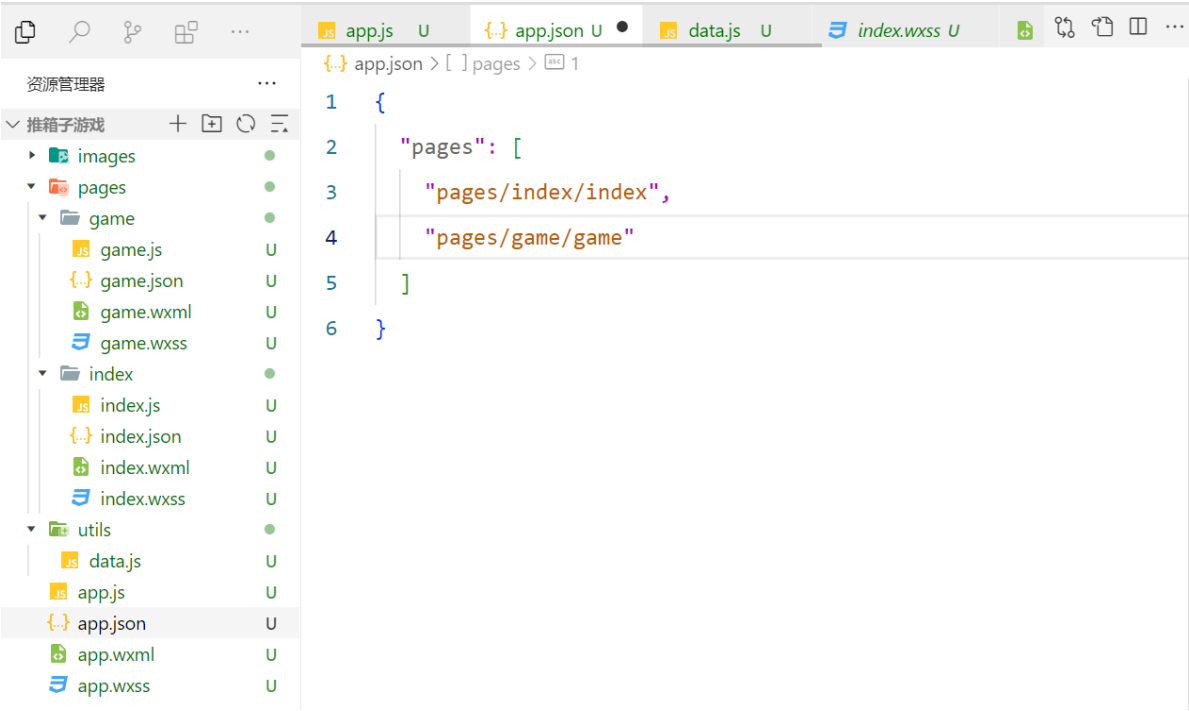 app.js U
app.json U
data.js U
index.wxss U
资源管理器
app.json > [ ] pages > abc 1
推箱子游戏
images
pages
game
game.js U
game.json U
game.wxml U
game.wxss U
index
index.js U
index.json U
index.wxml U
index.wxss U
utils
data.js U
app.js U
app.json U
app.wxml U
app.wxss U
1 {
2 "pages": [
3 "pages/index/index",
4 "pages/game/game"
5 ]
6 }